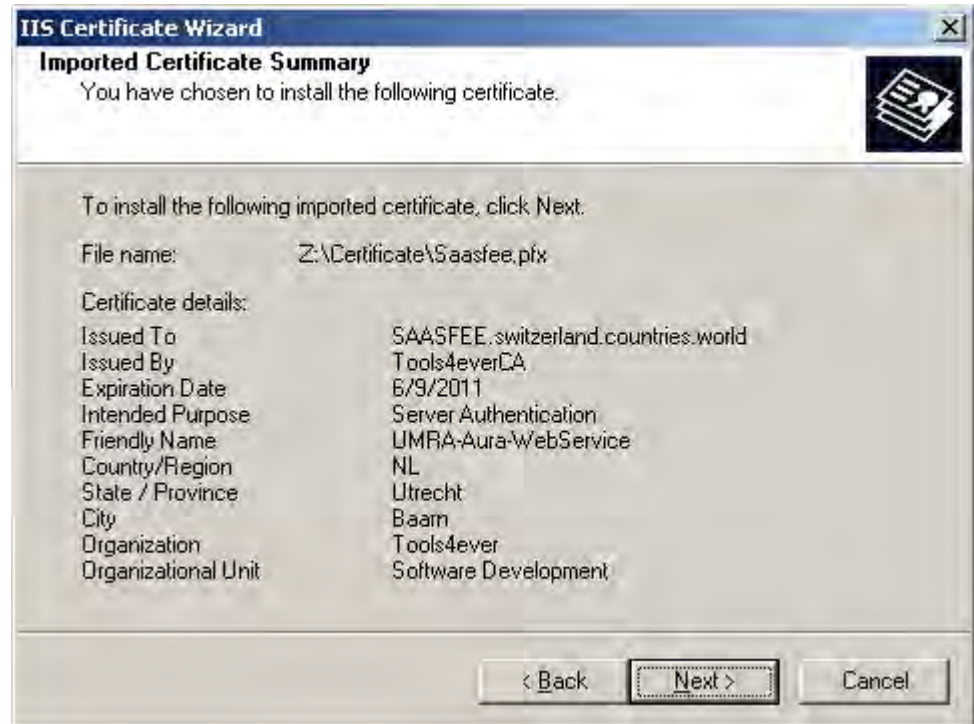 IIS Certificate Wizard
Imported Certificate Summary
You have chosen to install the following certificate.
To install the following imported certificate, click Next.
File name: Z:\Certificate\Saasfee.pfx
Certificate details:
Issued To SAASFEE.switzerland.countries.world
Issued By Tools4everCA
Expiration Date 6/9/2011
Intended Purpose Server Authentication
Friendly Name UMRA-Aura-WebService
Country/Region NL
State / Province Utrecht
City Baarn
Organization Tools4ever
Organizational Unit Software Development
< Back Next > Cancel